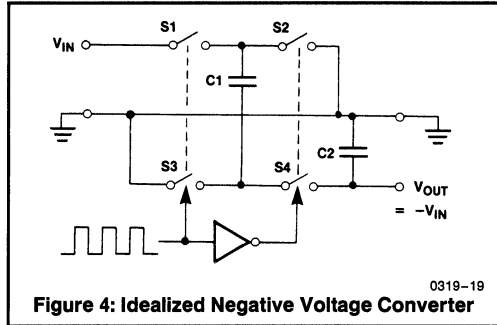 S1
S2
VIN
C1
C2
S3
S4
VOUT
= -VIN
0319-19
Figure 4: Idealized Negative Voltage Converter